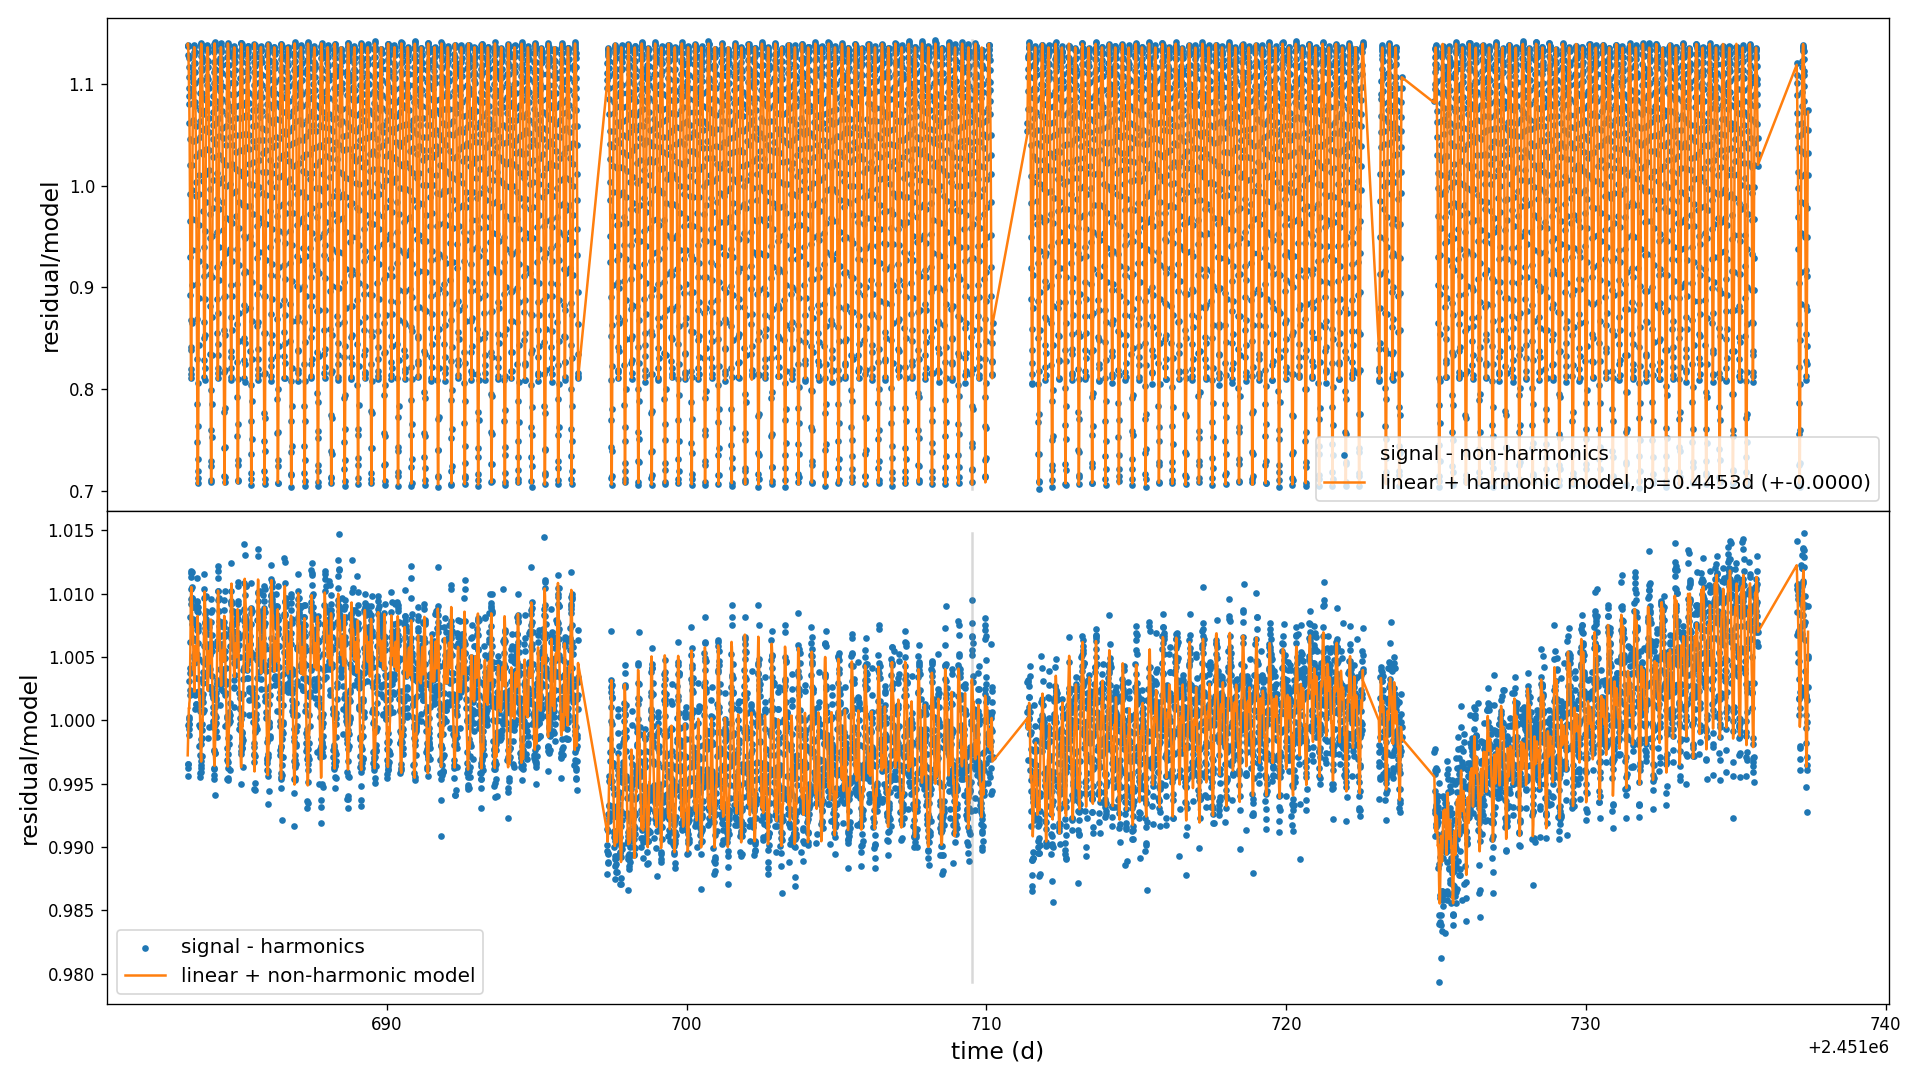 1.1
1.0
0.9
0.8
0.7
residual/model
signal - non-harmonics
linear + harmonic model, p=0.4453d (+-0.0000)
1.015
1.010
1.005
1.000
0.995
0.990
0.985
0.980
residual/model
signal - harmonics
linear + non-harmonic model
690
700
710
720
730
740
time (d)
+2.451e6